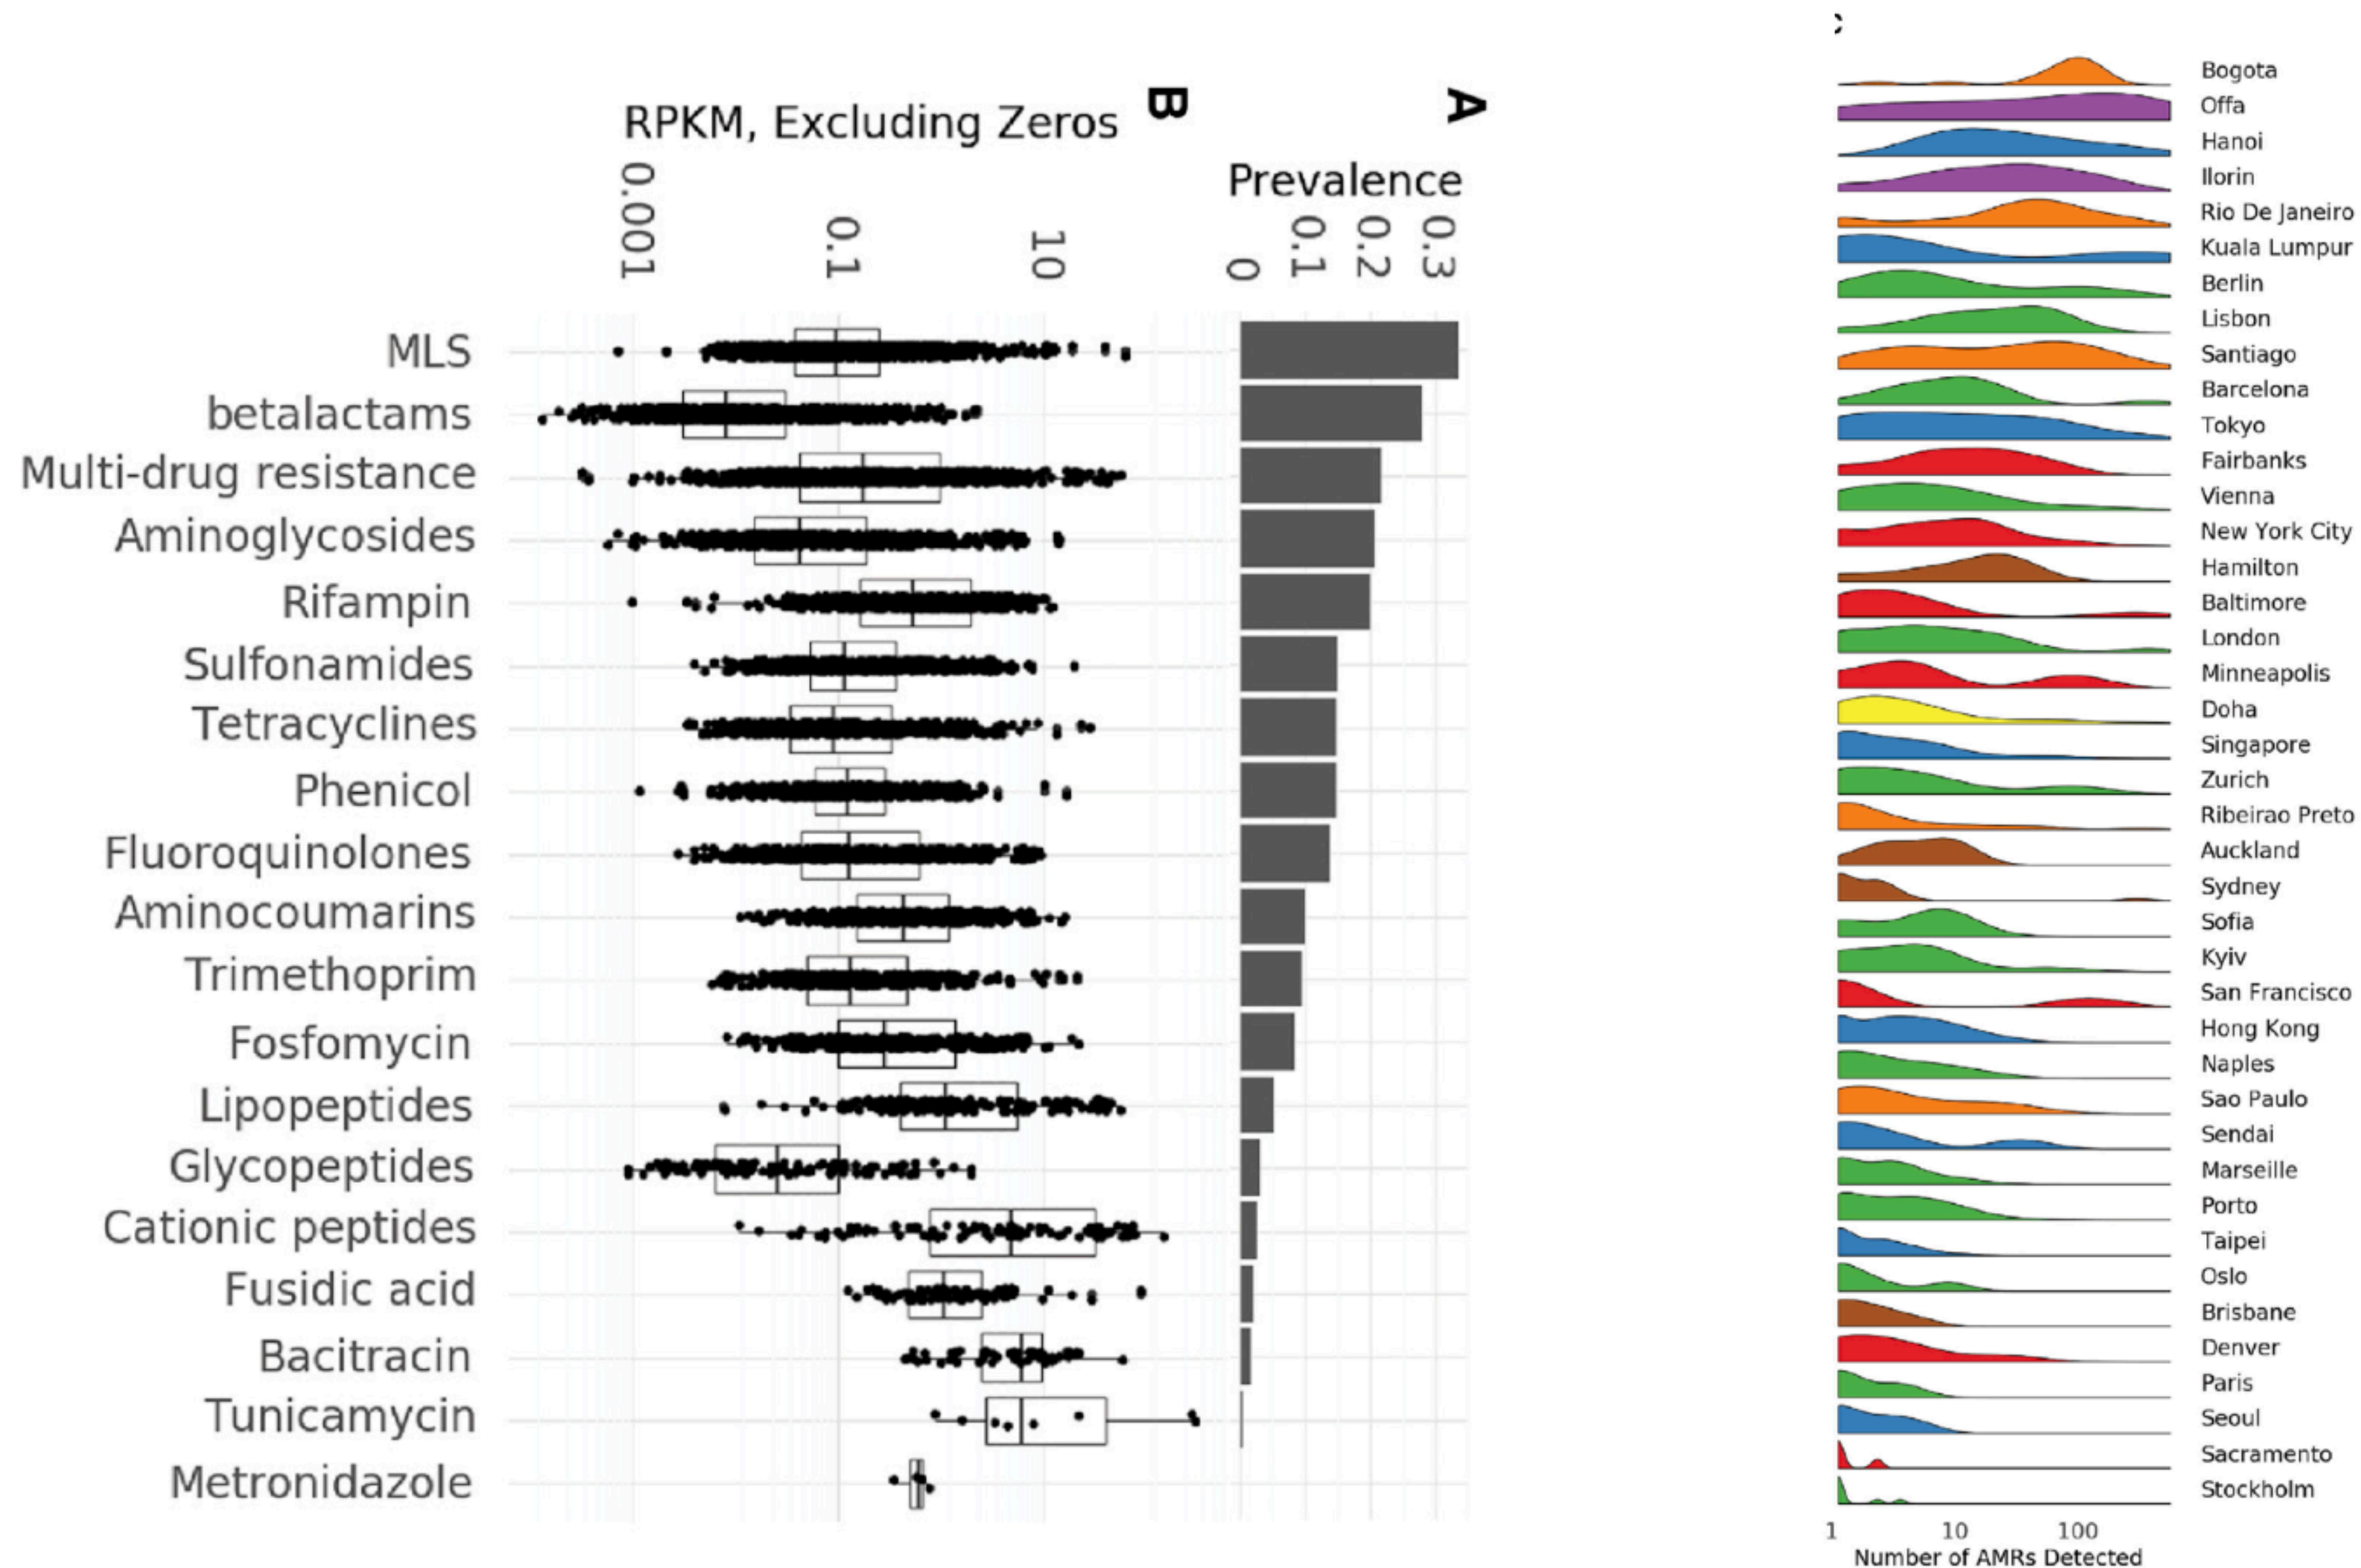 B
A
RPKM, Excluding Zeros
Prevalence
0.001
0.1
10
0
0.1
0.2
0.3
MLS
betalactams
Multi-drug resistance
Aminoglycosides
Rifampin
Sulfonamides
Tetracyclines
Phenicol
Fluoroquinolones
Aminocoumarins
Trimethoprim
Fosfomycin
Lipopeptides
Glycopeptides
Cationic peptides
Fusidic acid
Bacitracin
Tunicamycin
Metronidazole
Bogota
Offa
Hanoi
Ilorin
Rio De Janeiro
Kuala Lumpur
Berlin
Lisbon
Santiago
Barcelona
Tokyo
Fairbanks
Vienna
New York City
Hamilton
Baltimore
London
Minneapolis
Doha
Singapore
Zurich
Ribeirao Preto
Auckland
Sydney
Sofia
Kyiv
San Francisco
Hong Kong
Naples
Sao Paulo
Sendai
Marseille
Porto
Taipei
Oslo
Brisbane
Denver
Paris
Seoul
Sacramento
Stockholm
1
10
100
Number of AMRs Detected